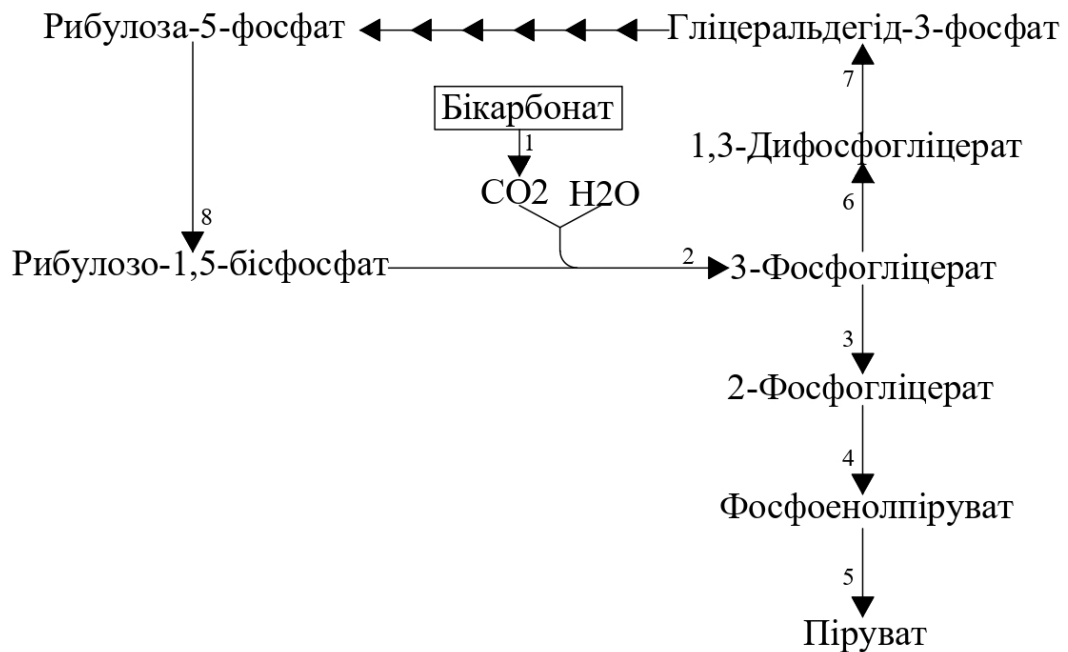 Рибулоза-5-фосфат
Гліцеральдегід-3-фосфат
7
Бікарбонат
1
1,3-Дифосфогліцерат
CO2
H2O
6
8
Рибулозо-1,5-бісфосфат
2
3-Фосфогліцерат
3
2-Фосфогліцерат
4
Фосфоенолпіруват
5
Піруват